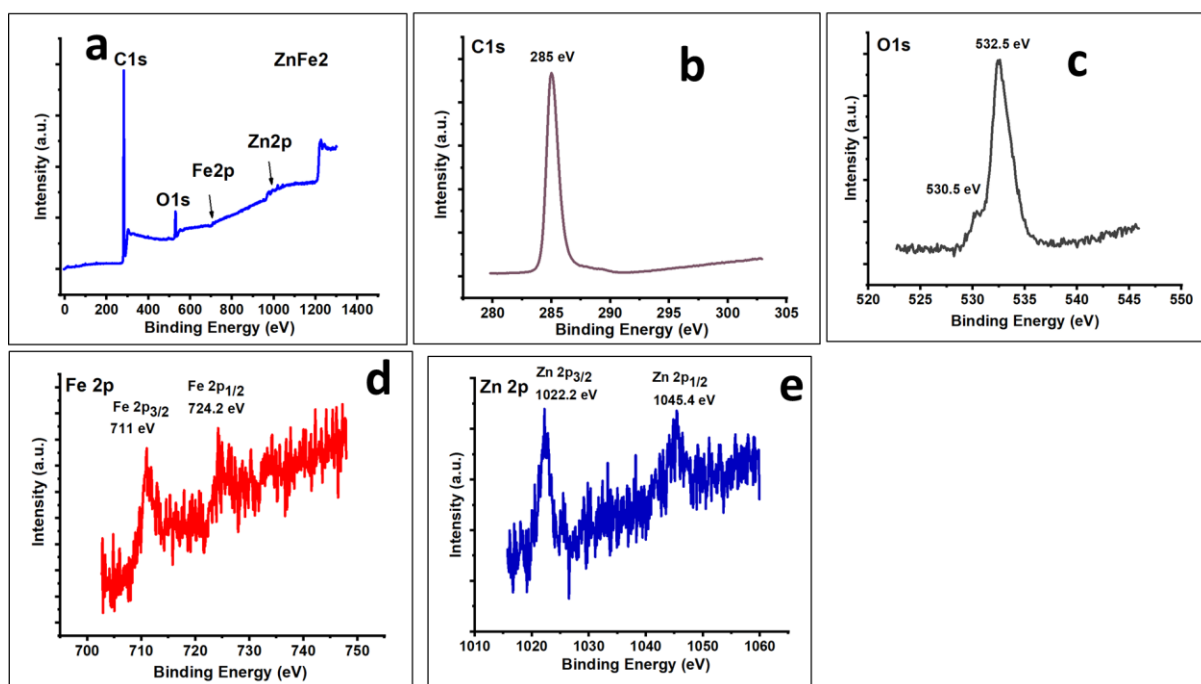 a
C1s
ZnFe2
Zn2p
Fe2p
O1s
Intensity (a.u.)
0 200 400 600 800 1000 1200 1400
Binding Energy (eV)
C1s
b
285 eV
Intensity (a.u.)
280 285 290 295 300 305
Binding Energy (eV)
O1s
c
532.5 eV
530.5 eV
Intensity (a.u.)
520 525 530 535 540 545 550
Binding Energy (eV)
Fe 2p
d
Fe 2p1/2
724.2 eV
Fe 2p3/2
711 eV
Intensity (a.u.)
700 710 720 730 740 750
Binding Energy (eV)
Zn 2p
e
Zn 2p3/2
1022.2 eV
Zn 2p1/2
1045.4 eV
Intensity (a.u.)
1010 1020 1030 1040 1050 1060
Binding Energy (eV)